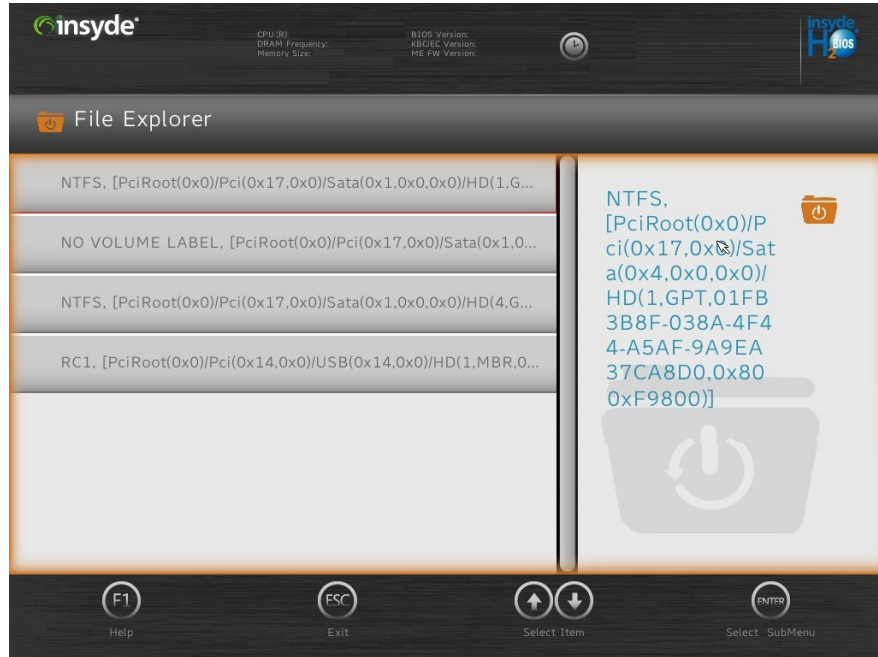 insyde
CPU (R)
DRAM Frequency:
Memory Size:
BIOS Version:
KBC/EC Version:
ME FW Version:
insyde
H2O BIOS
File Explorer
NTFS, [PciRoot(0x0)/Pci(0x17,0x0)/Sata(0x1,0x0,0x0)/HD(1,G...
NO VOLUME LABEL, [PciRoot(0x0)/Pci(0x17,0x0)/Sata(0x1,0...
NTFS, [PciRoot(0x0)/Pci(0x17,0x0)/Sata(0x1,0x0,0x0)/HD(4,G...
RC1, [PciRoot(0x0)/Pci(0x14,0x0)/USB(0x14,0x0)/HD(1,MBR,0...
NTFS,
[PciRoot(0x0)/P
ci(0x17,0x0)/Sat
a(0x4,0x0,0x0)/
HD(1,GPT,01FB
3B8F-038A-4F4
4-A5AF-9A9EA
37CA8D0,0x80
0xF9800)]
F1
Help
ESC
Exit
Select Item
ENTER
Select SubMenu